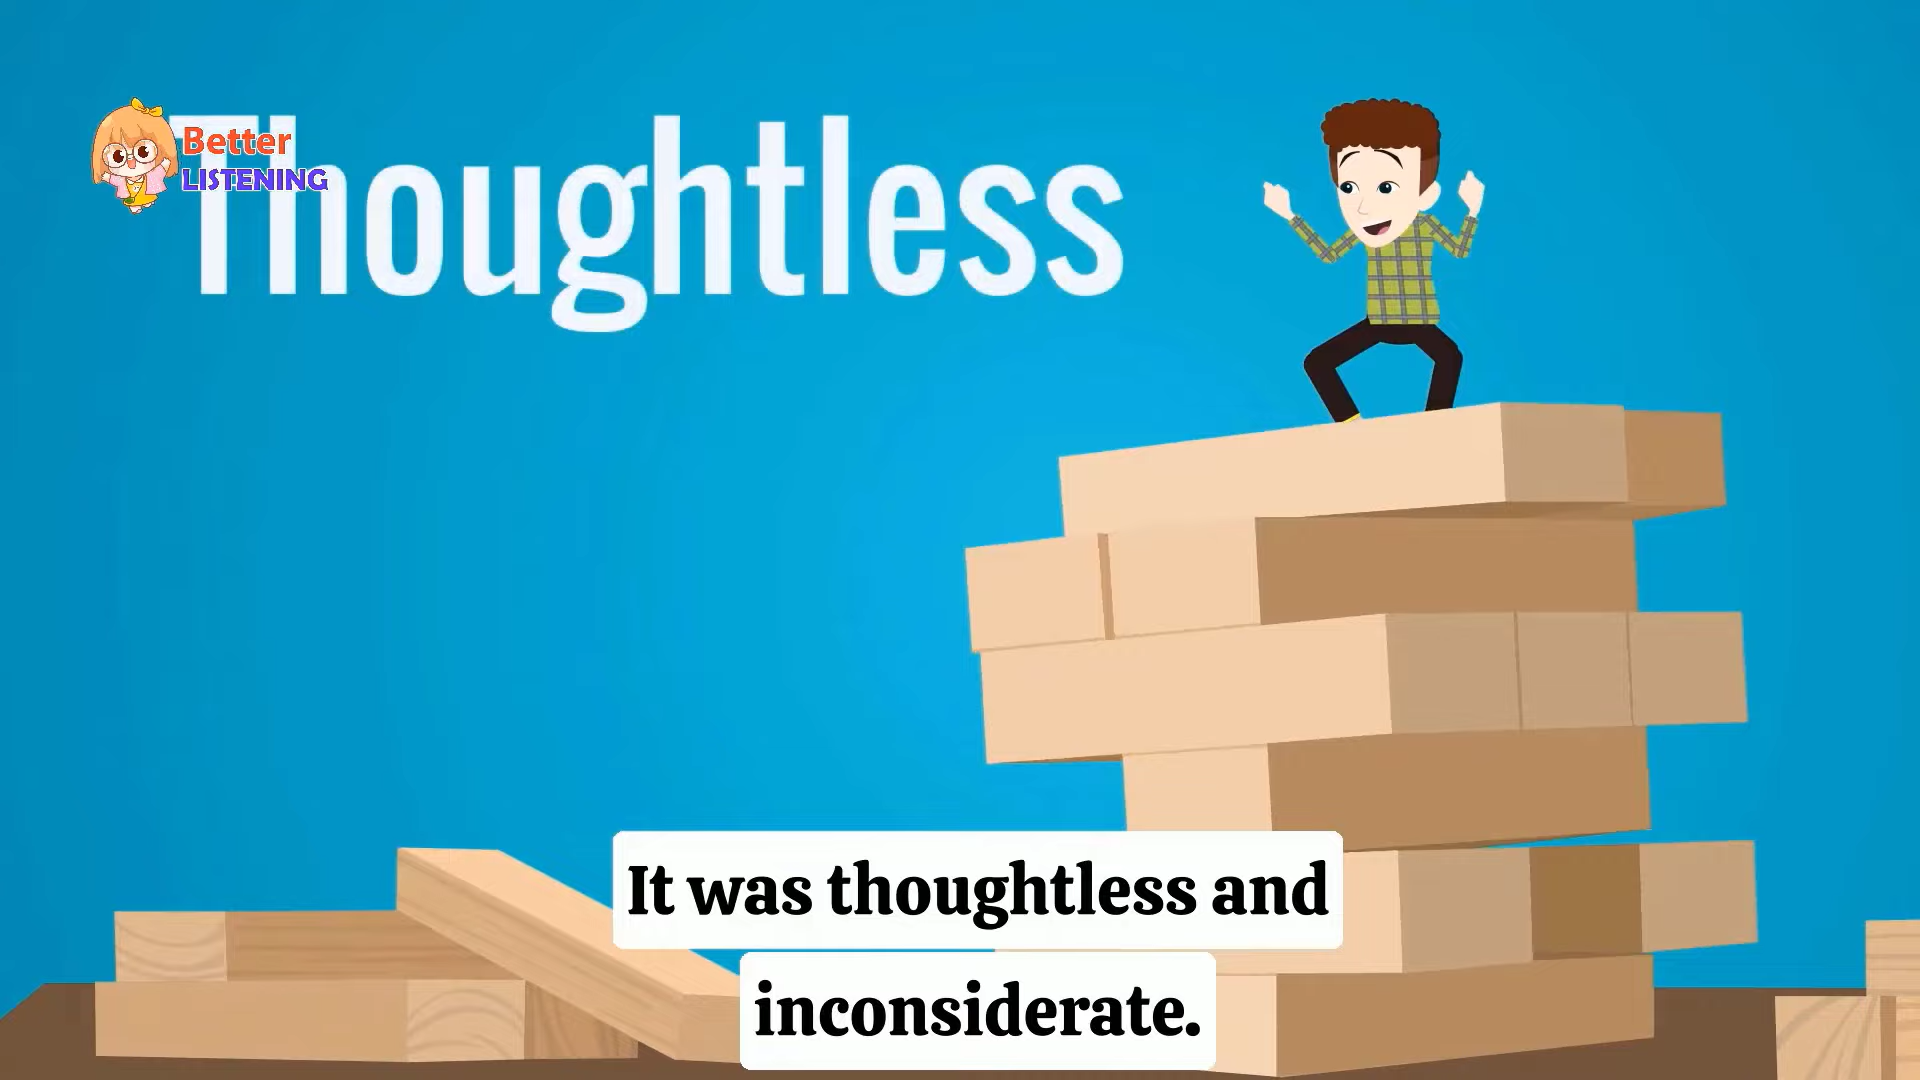 Thoughtless
Better
LISTENING
It was thoughtless and
inconsiderate.